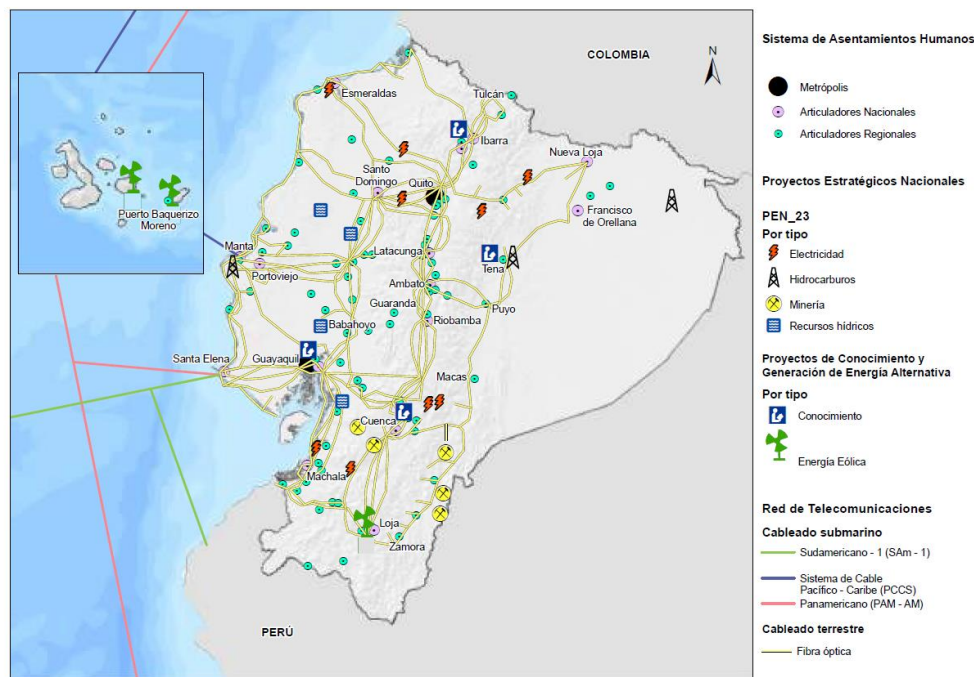 COLOMBIA
N
Esmeraldas
Tulcán
Ibarra
Nueva Loja
Santo
Domingo
Quito
Francisco
de Orellana
Puerto Baquerizo
Moreno
Manta
Portoviejo
Latacunga
Tena
Ambato
Guaranda
Puyo
Riobamba
Babahoyo
Santa Elena
Guayaquil
Macas
Cuenca
Machala
Loja
Zamora
PERÚ
Sistema de Asentamientos Humanos
Metrópolis
Articuladores Nacionales
Articuladores Regionales
Proyectos Estratégicos Nacionales
PEN_23
Por tipo
Electricidad
Hidrocarburos
Minería
Recursos hídricos
Proyectos de Conocimiento y
Generación de Energía Alternativa
Por tipo
Conocimiento
Energía Eólica
Red de Telecomunicaciones
Cableado submarino
Sudamericano - 1 (SAm - 1)
Sistema de Cable
Pacífico - Caribe (PCCS)
Panamericano (PAM - AM)
Cableado terrestre
Fibra óptica